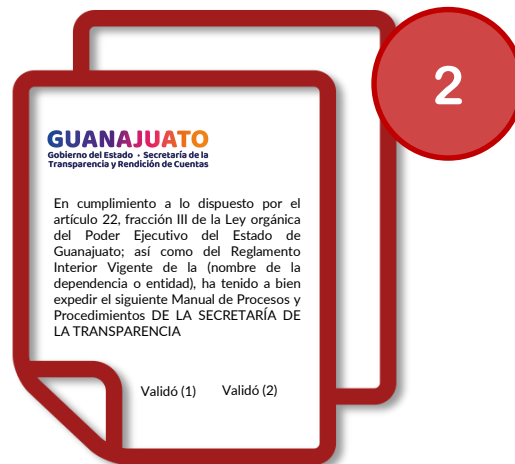 2
GUANAJUATO
Gobierno del Estado • Secretaría de la
Transparencia y Rendición de Cuentas
En cumplimiento a lo dispuesto por el
artículo 22, fracción III de la Ley orgánica
del Poder Ejecutivo del Estado de
Guanajuato; así como del Reglamento
Interior Vigente de la (nombre de la
dependencia o entidad), ha tenido a bien
expedir el siguiente Manual de Procesos y
Procedimientos DE LA SECRETARÍA DE
LA TRANSPARENCIA
Validó (1) Validó (2)